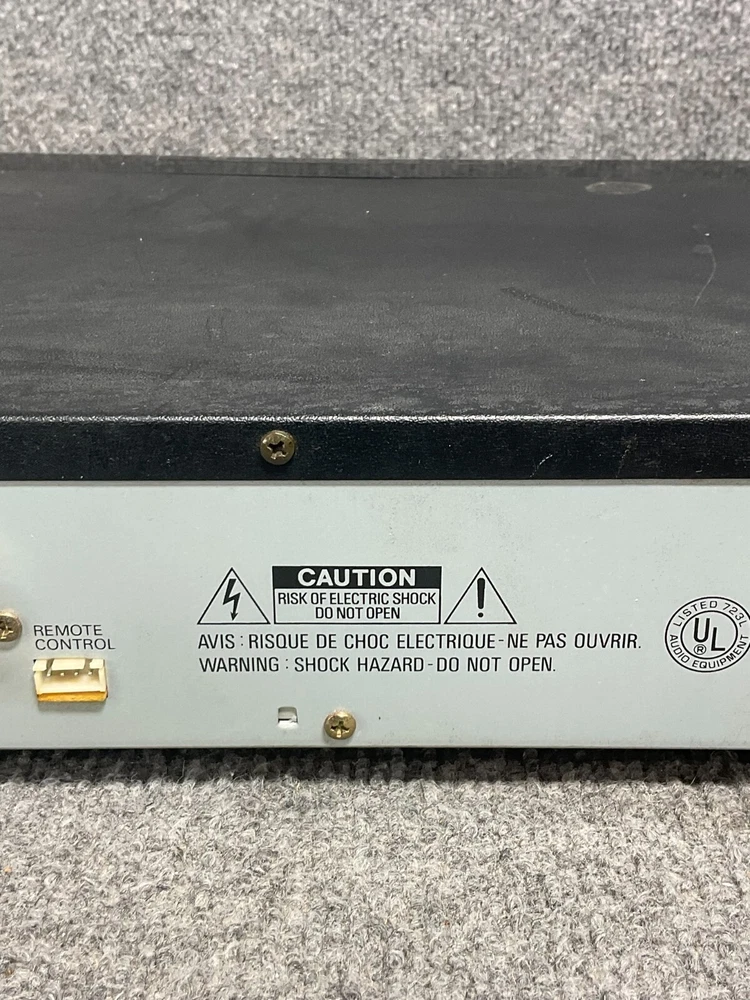 REMOTE
CONTROL
CAUTION
RISK OF ELECTRIC SHOCK
DO NOT OPEN
AVIS : RISQUE DE CHOC ELECTRIQUE-NE PAS OUVRIR.
WARNING : SHOCK HAZARD-DO NOT OPEN.
LISTED 723L
UL
®
AUDIO EQUIPMENT